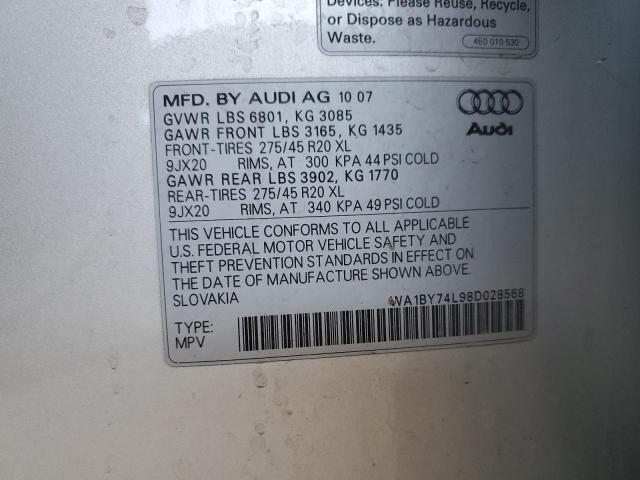 Devices: Please Reuse, Recycle,
or Dispose as Hazardous
Waste.
4E0 010 530
MFD. BY AUDI AG 10 07
GVWR LBS 6801, KG 3085
GAWR FRONT LBS 3165, KG 1435
FRONT-TIRES 275/45 R20 XL
9JX20 RIMS, AT 300 KPA 44 PSI COLD
GAWR REAR LBS 3902, KG 1770
REAR-TIRES 275/45 R20 XL
9JX20 RIMS, AT 340 KPA 49 PSI COLD
Audi
THIS VEHICLE CONFORMS TO ALL APPLICABLE
U.S. FEDERAL MOTOR VEHICLE SAFETY AND
THEFT PREVENTION STANDARDS IN EFFECT ON
THE DATE OF MANUFACTURE SHOWN ABOVE.
SLOVAKIA WA1BY74L98D028568
TYPE:
MPV